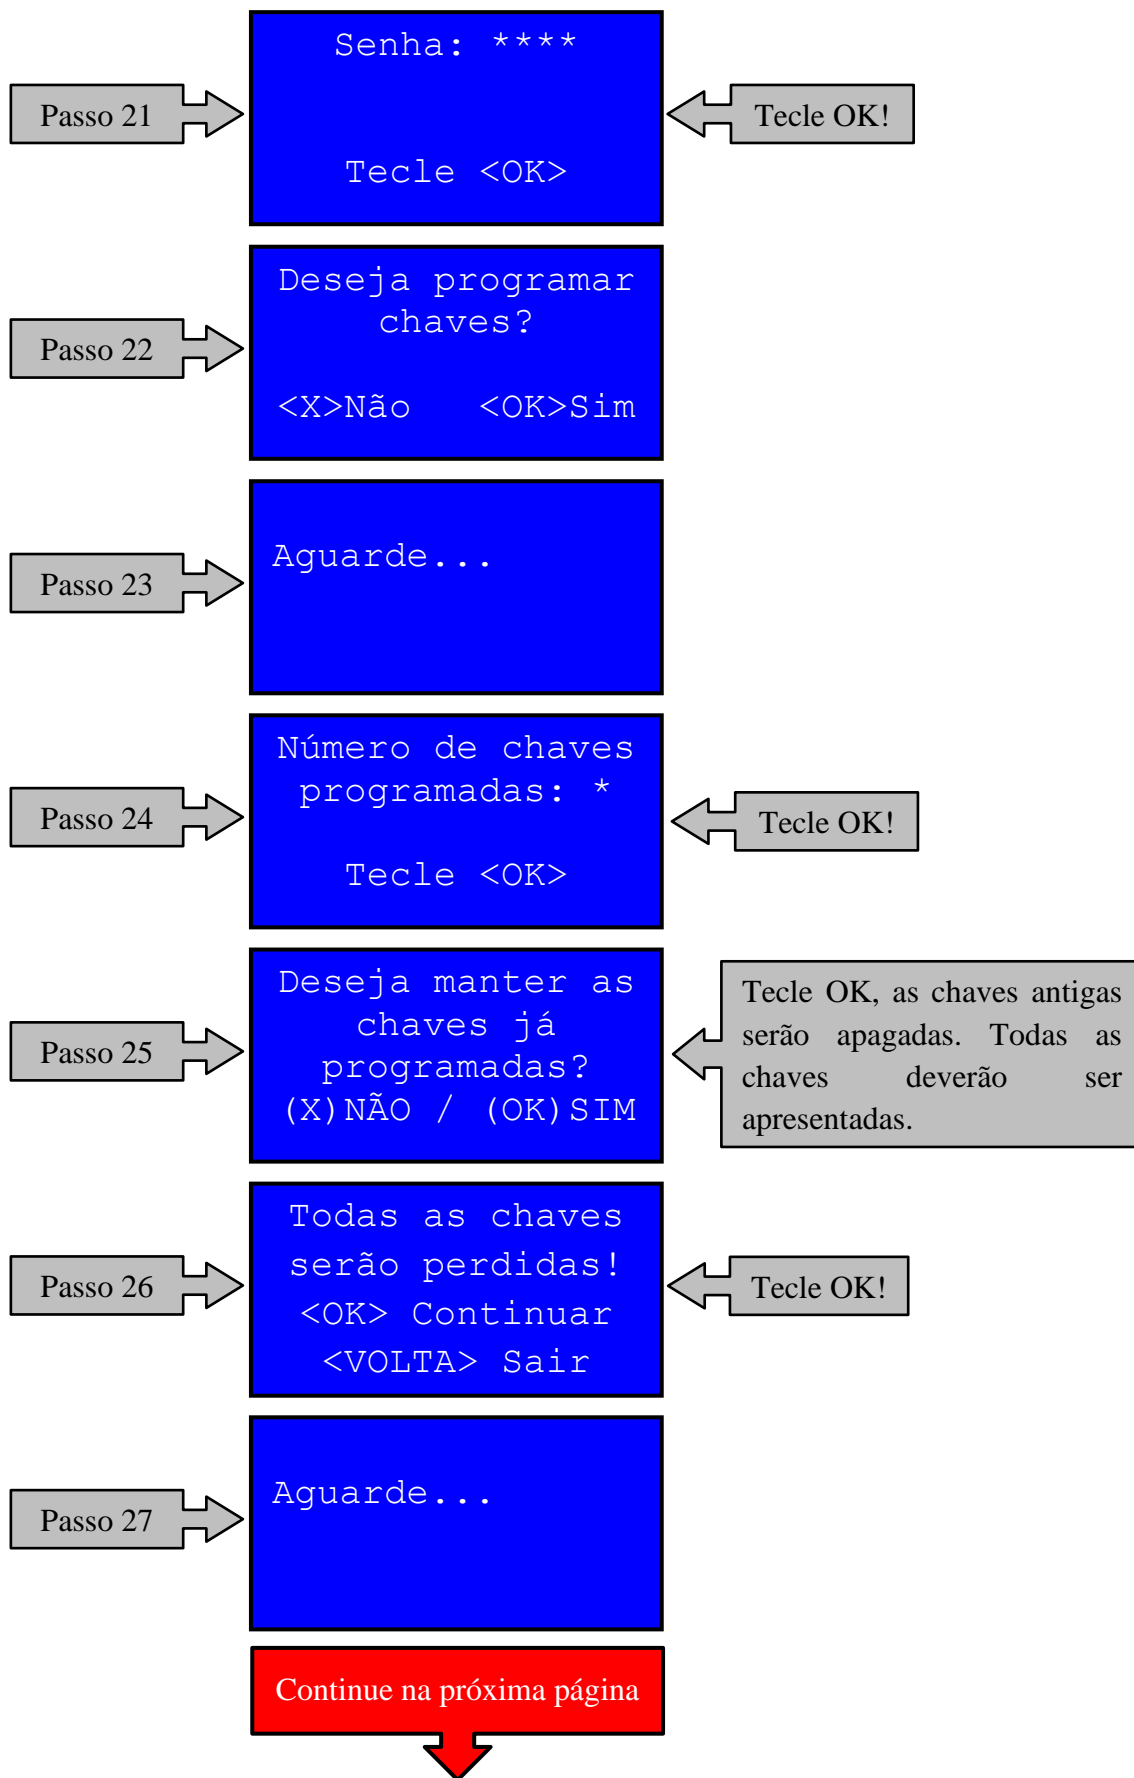 Senha: ****
Passo 21
Tecle OK!
Tecle <OK>
Deseja programar
chaves?
Passo 22
<X>Não <OK>Sim
Aguarde...
Passo 23
Número de chaves
programadas: *
Passo 24
Tecle OK!
Tecle <OK>
Deseja manter as
chaves já
programadas?
(X)NÃO / (OK)SIM
Passo 25
Tecle OK, as chaves antigas
serão apagadas. Todas as
chaves deverão ser
apresentadas.
Todas as chaves
serão perdidas!
<OK> Continuar
<VOLTA> Sair
Passo 26
Tecle OK!
Aguarde...
Passo 27
Continue na próxima página